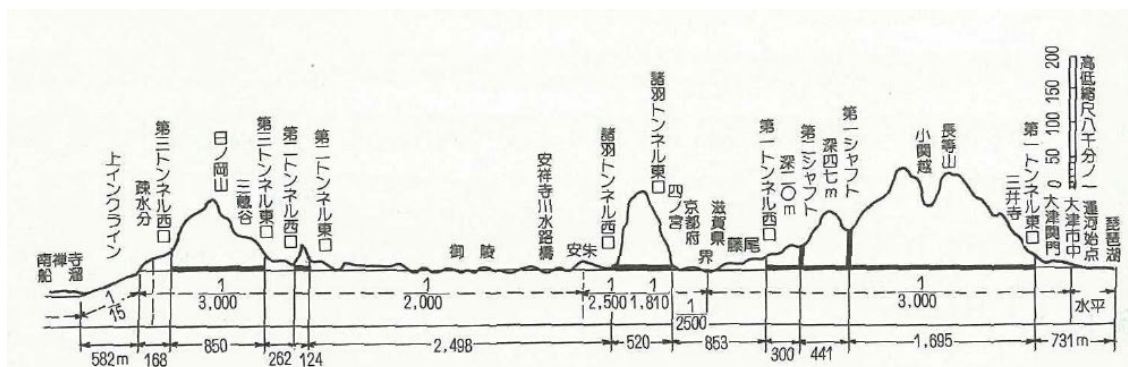 南禅寺
船溜
上インクライン
疎水分
第三トンネル西口
日ノ岡山
三蔵谷
第三トンネル東口
第二トンネル西口
第二トンネル東口
御陵
安祥寺川水路橋
安朱
諸羽トンネル西口
諸羽トンネル東口
四ノ宮
京都府
滋賀県
界
藤尾
第一トンネル西口
深二〇m
第二シャフト
深四七m
第一シャフト
小関越
長等山
第一トンネル東口
三井寺
0 50 100 150 200
高低縮尺八千分ノ一
大津関門
大津市中
運河始点
琵琶湖
1/15
1/3,000
1/2,000
1/2,500
1/1,810
1/2500
1/3,000
水平
582m 168 850 262 124 2,498 520 853 300 441 1,695 731m